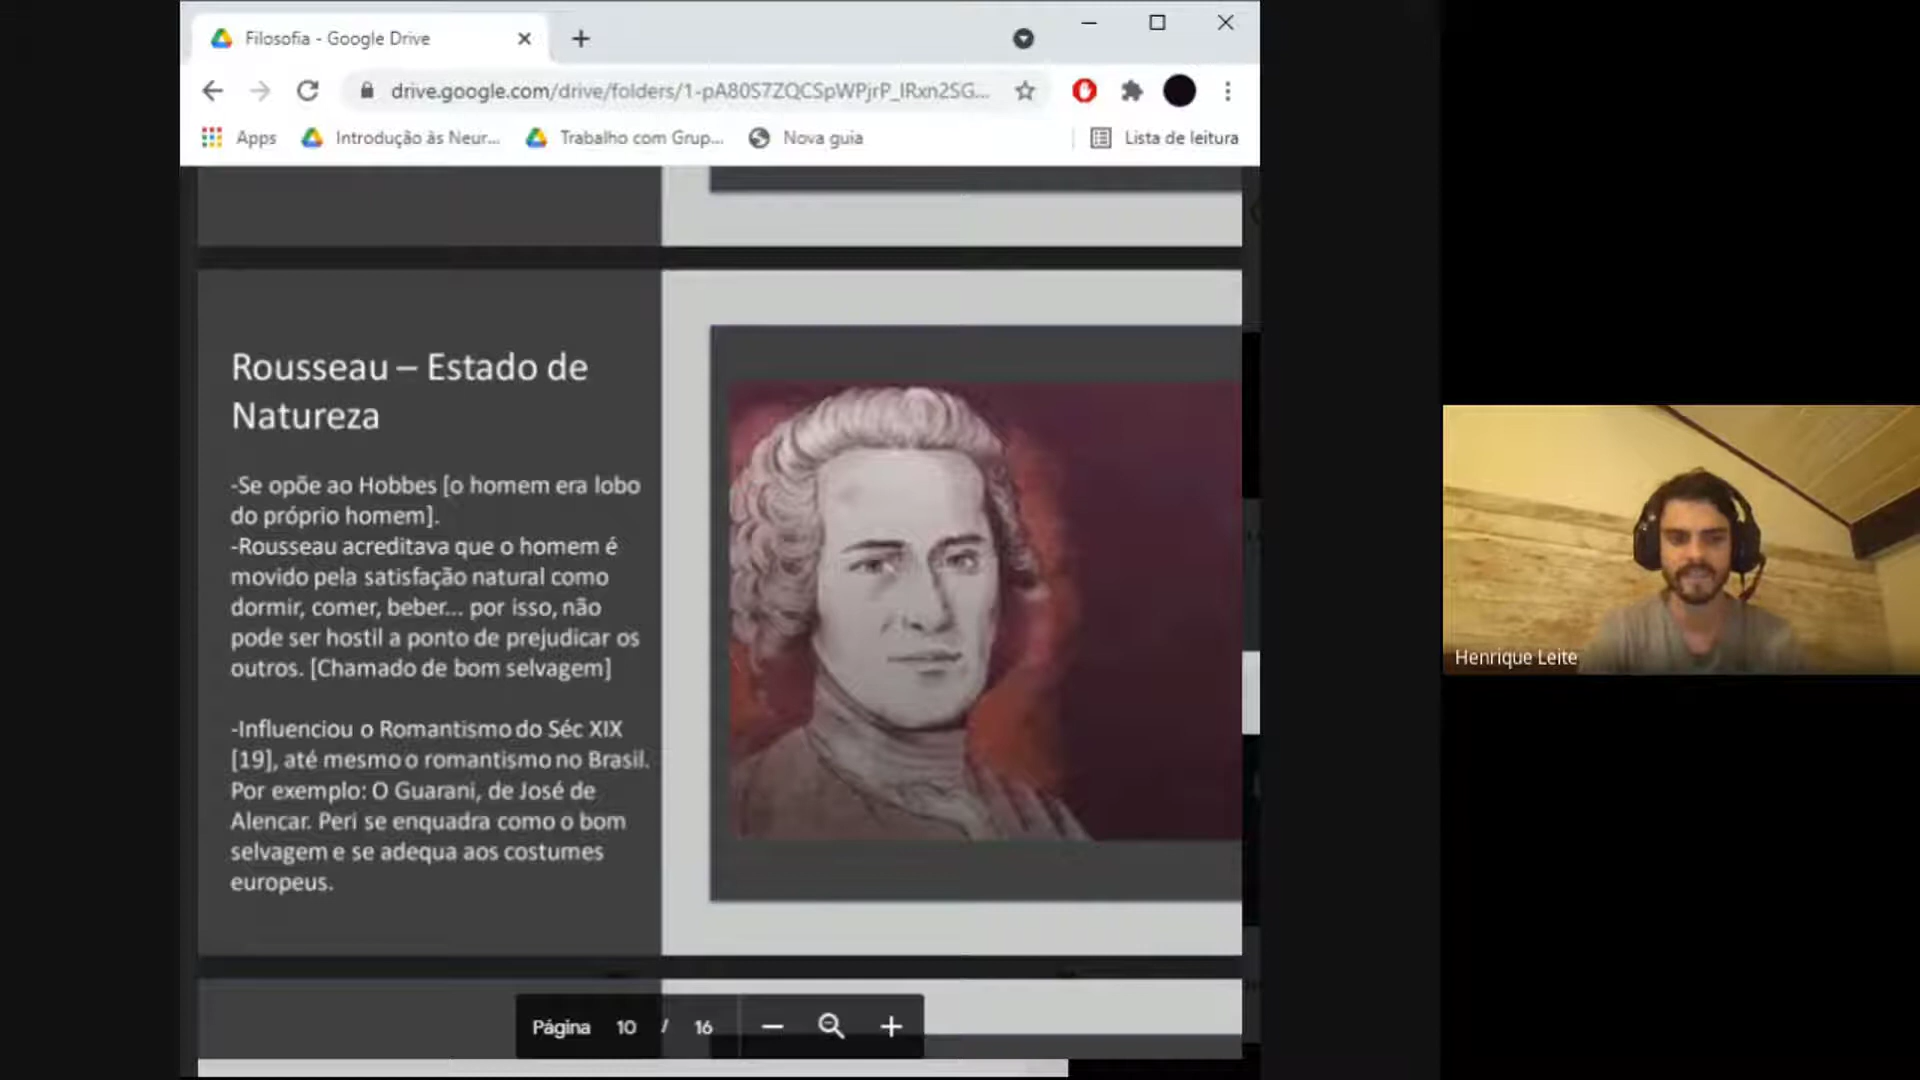 Filosofia - Google Drive
drive.google.com/drive/folders/1-pA80S7ZQCSpWPjrP_IRxn2SG...
Apps
Introdução às Neur...
Trabalho com Grup...
Nova guia
Lista de leitura
Rousseau – Estado de
Natureza
-Se opõe ao Hobbes [o homem era lobo
do próprio homem].
-Rousseau acreditava que o homem é
movido pela satisfação natural como
dormir, comer, beber... por isso, não
pode ser hostil a ponto de prejudicar os
outros. [Chamado de bom selvagem]
-Influenciou o Romantismo do Séc XIX
[19], até mesmo o romantismo no Brasil.
Por exemplo: O Guarani, de José de
Alencar. Peri se enquadra como o bom
selvagem e se adequa aos costumes
europeus.
Página 10 / 16
Henrique Leite